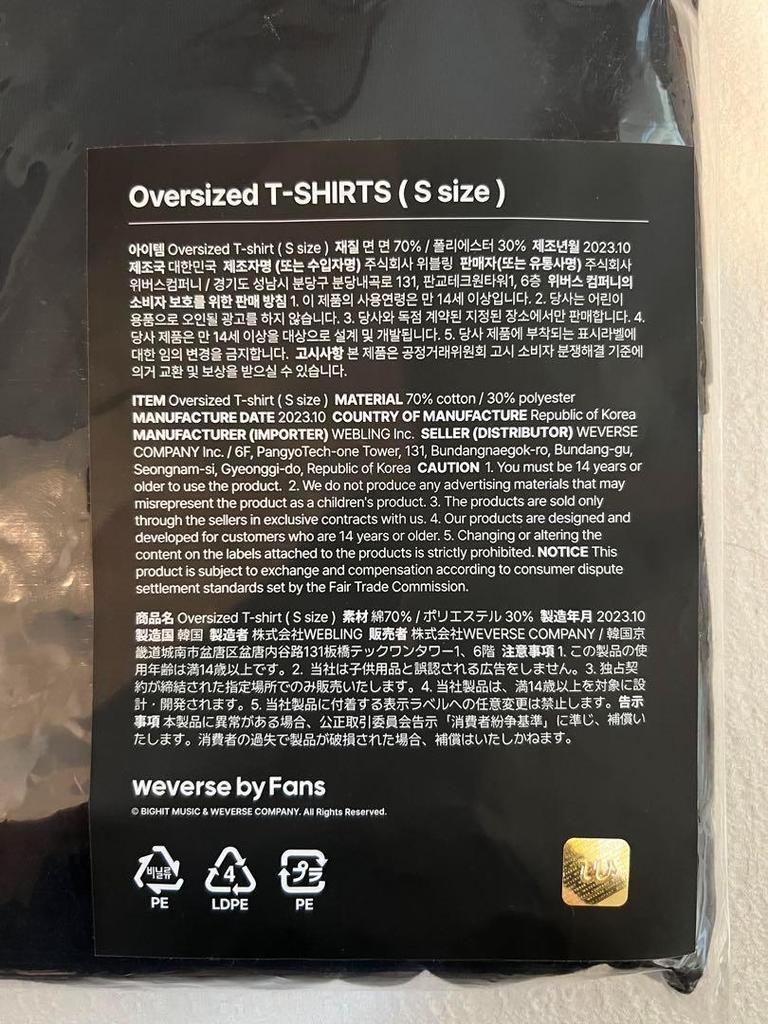 Oversized T-SHIRTS ( S size )
아이템 Oversized T-shirt ( S size ) 재질 면 면 70% / 폴리에스터 30% 제조년월 2023.10
제조국 대한민국 제조자명 (또는 수입자명) 주식회사 위블링 판매자(또는 유통사명) 주식회사
위버스컴퍼니 / 경기도 성남시 분당구 분당내곡로 131, 판교테크원타워1, 6층 위버스 컴퍼니의
소비자 보호를 위한 판매 방침 1. 이 제품의 사용연령은 만 14세 이상입니다. 2. 당사는 어린이
용품으로 오인될 광고를 하지 않습니다. 3. 당사와 독점 계약된 지정된 장소에서만 판매합니다. 4.
당사 제품은 만 14세 이상을 대상으로 설계 및 개발됩니다. 5. 당사 제품에 부착되는 표시라벨에
대한 임의 변경을 금지합니다. 고시사항 본 제품은 공정거래위원회 고시 소비자 분쟁해결 기준에
의거 교환 및 보상을 받으실 수 있습니다.
ITEM Oversized T-shirt ( S size ) MATERIAL 70% cotton / 30% polyester
MANUFACTURE DATE 2023.10 COUNTRY OF MANUFACTURE Republic of Korea
MANUFACTURER (IMPORTER) WEBLING Inc. SELLER (DISTRIBUTOR) WEVERSE
COMPANY Inc. / 6F, PangyoTech-one Tower, 131, Bundangnaegok-ro, Bundang-gu,
Seongnam-si, Gyeonggi-do, Republic of Korea CAUTION 1. You must be 14 years or
older to use the product. 2. We do not produce any advertising materials that may
misrepresent the product as a children's product. 3. The products are sold only
through the sellers in exclusive contracts with us. 4. Our products are designed and
developed for customers who are 14 years or older. 5. Changing or altering the
content on the labels attached to the products is strictly prohibited. NOTICE This
product is subject to exchange and compensation according to consumer dispute
settlement standards set by the Fair Trade Commission.
商品名 Oversized T-shirt ( S size ) 素材 綿70% / ポリエステル 30% 製造年月 2023.10
製造国 韓国 製造者 株式会社WEBLING 販売者 株式会社WEVERSE COMPANY / 韓国京
畿道城南市盆唐区盆唐内谷路131板橋テックワンタワー1、6階 注意事項 1. この製品の使
用年齢は満14歳以上です。2. 当社は子供用品と誤認される広告をしません。3. 独占契
約が締結された指定場所でのみ販売いたします。4. 当社製品は、満14歳以上を対象に設
計・開発されます。5. 当社製品に付着する表示ラベルへの任意変更は禁止します。告示
事項 本製品に異常がある場合、公正取引委員会告示「消費者紛争基準」に準じ、補償い
たします。消費者の過失で製品が破損された場合、補償はいたしかねます。
weverse by Fans
© BIGHIT MUSIC & WEVERSE COMPANY. All Rights Reserved.
비닐류 4 プラ
PE LDPE PE